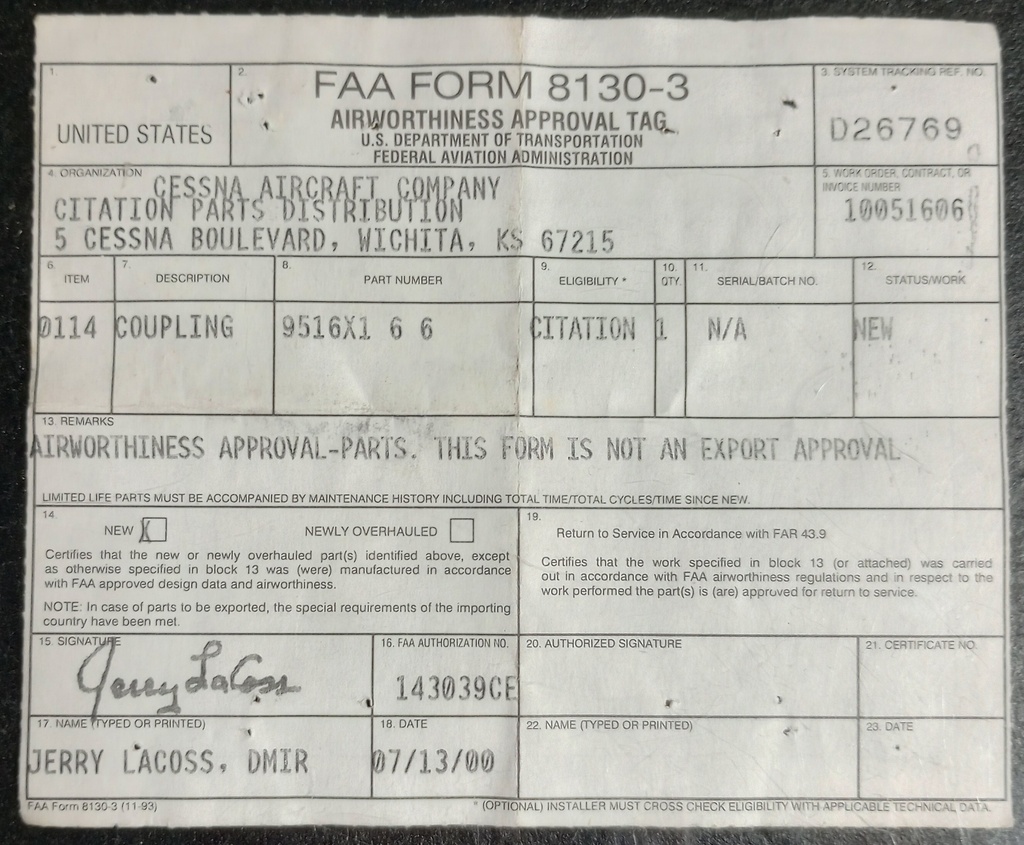 1.
UNITED STATES
2.
FAA FORM 8130-3
AIRWORTHINESS APPROVAL TAG
U.S. DEPARTMENT OF TRANSPORTATION
FEDERAL AVIATION ADMINISTRATION
3. SYSTEM TRACKING REF. NO.
D26769
4. ORGANIZATION
CESSNA AIRCRAFT COMPANY
CITATION PARTS DISTRIBUTION
5 CESSNA BOULEVARD, WICHITA, KS 67215
5. WORK ORDER, CONTRACT, OR
INVOICE NUMBER
10051606
6. ITEM
7. DESCRIPTION
8. PART NUMBER
9. ELIGIBILITY *
10. QTY.
11. SERIAL/BATCH NO.
12. STATUS/WORK
0114 COUPLING 9516X1 6 6 CITATION 1 N/A NEW
13. REMARKS
AIRWORTHINESS APPROVAL-PARTS. THIS FORM IS NOT AN EXPORT APPROVAL
LIMITED LIFE PARTS MUST BE ACCOMPANIED BY MAINTENANCE HISTORY INCLUDING TOTAL TIME/TOTAL CYCLES/TIME SINCE NEW.
14.
NEW X NEWLY OVERHAULED
Certifies that the new or newly overhauled part(s) identified above, except
as otherwise specified in block 13 was (were) manufactured in accordance
with FAA approved design data and airworthiness.
NOTE: In case of parts to be exported, the special requirements of the importing
country have been met.
19.
Return to Service in Accordance with FAR 43.9
Certifies that the work specified in block 13 (or attached) was carried
out in accordance with FAA airworthiness regulations and in respect to the
work performed the part(s) is (are) approved for return to service.
15. SIGNATURE
Jerry LaCoss
16. FAA AUTHORIZATION NO.
143039CE
20. AUTHORIZED SIGNATURE
21. CERTIFICATE NO.
17. NAME (TYPED OR PRINTED)
JERRY LACOSS, DMIR
18. DATE
07/13/00
22. NAME (TYPED OR PRINTED)
23. DATE
FAA Form 8130-3 (11-93)
* (OPTIONAL) INSTALLER MUST CROSS CHECK ELIGIBILITY WITH APPLICABLE TECHNICAL DATA.